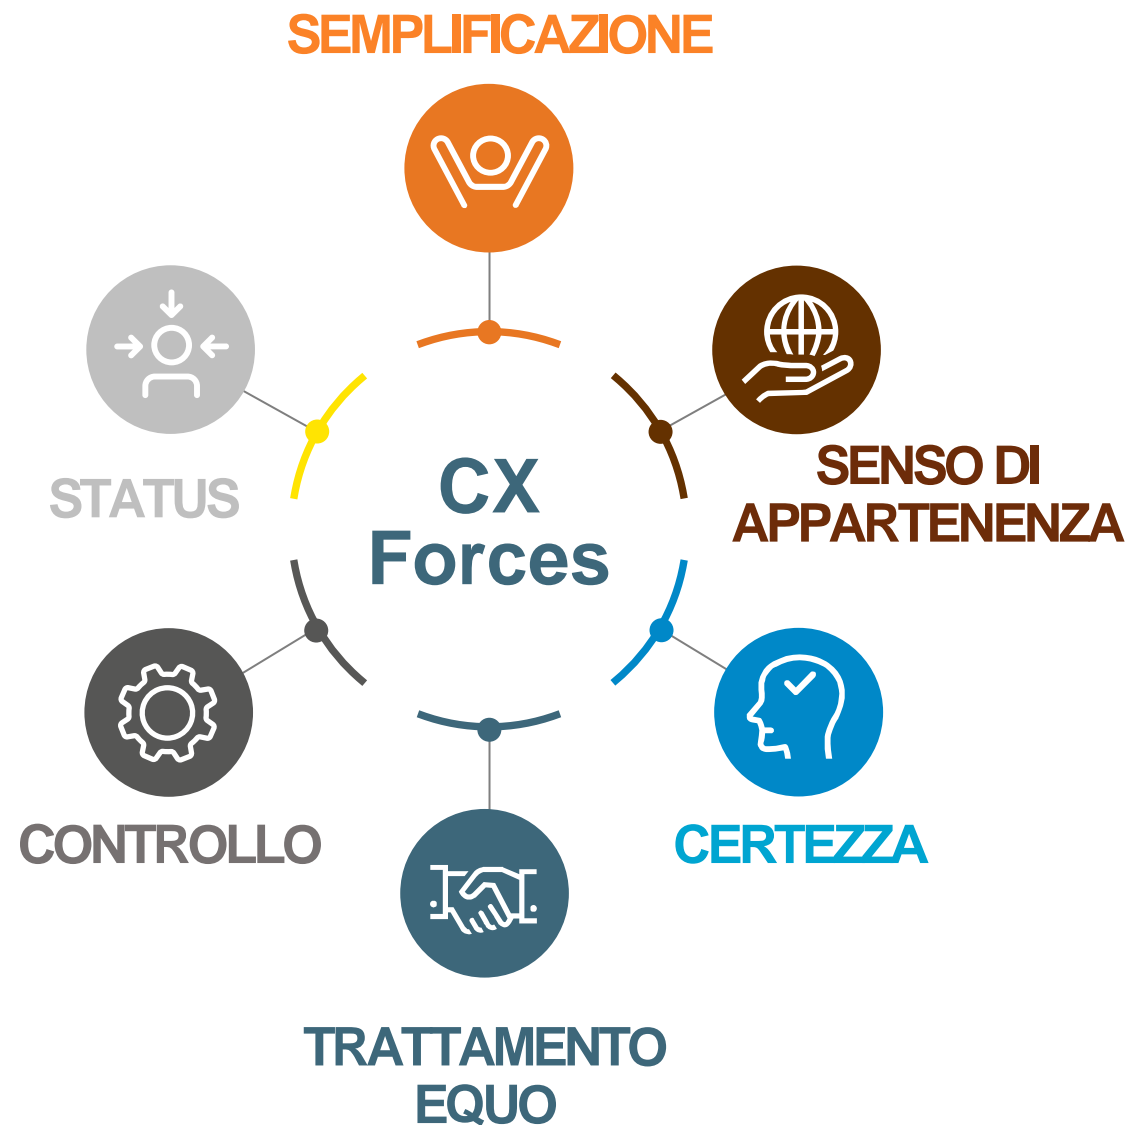 SEMPLIFICAZIONE
STATUS
CX
Forces
SENSO DI
APPARTENENZA
CONTROLLO
CERTEZZA
TRATTAMENTO
EQUO